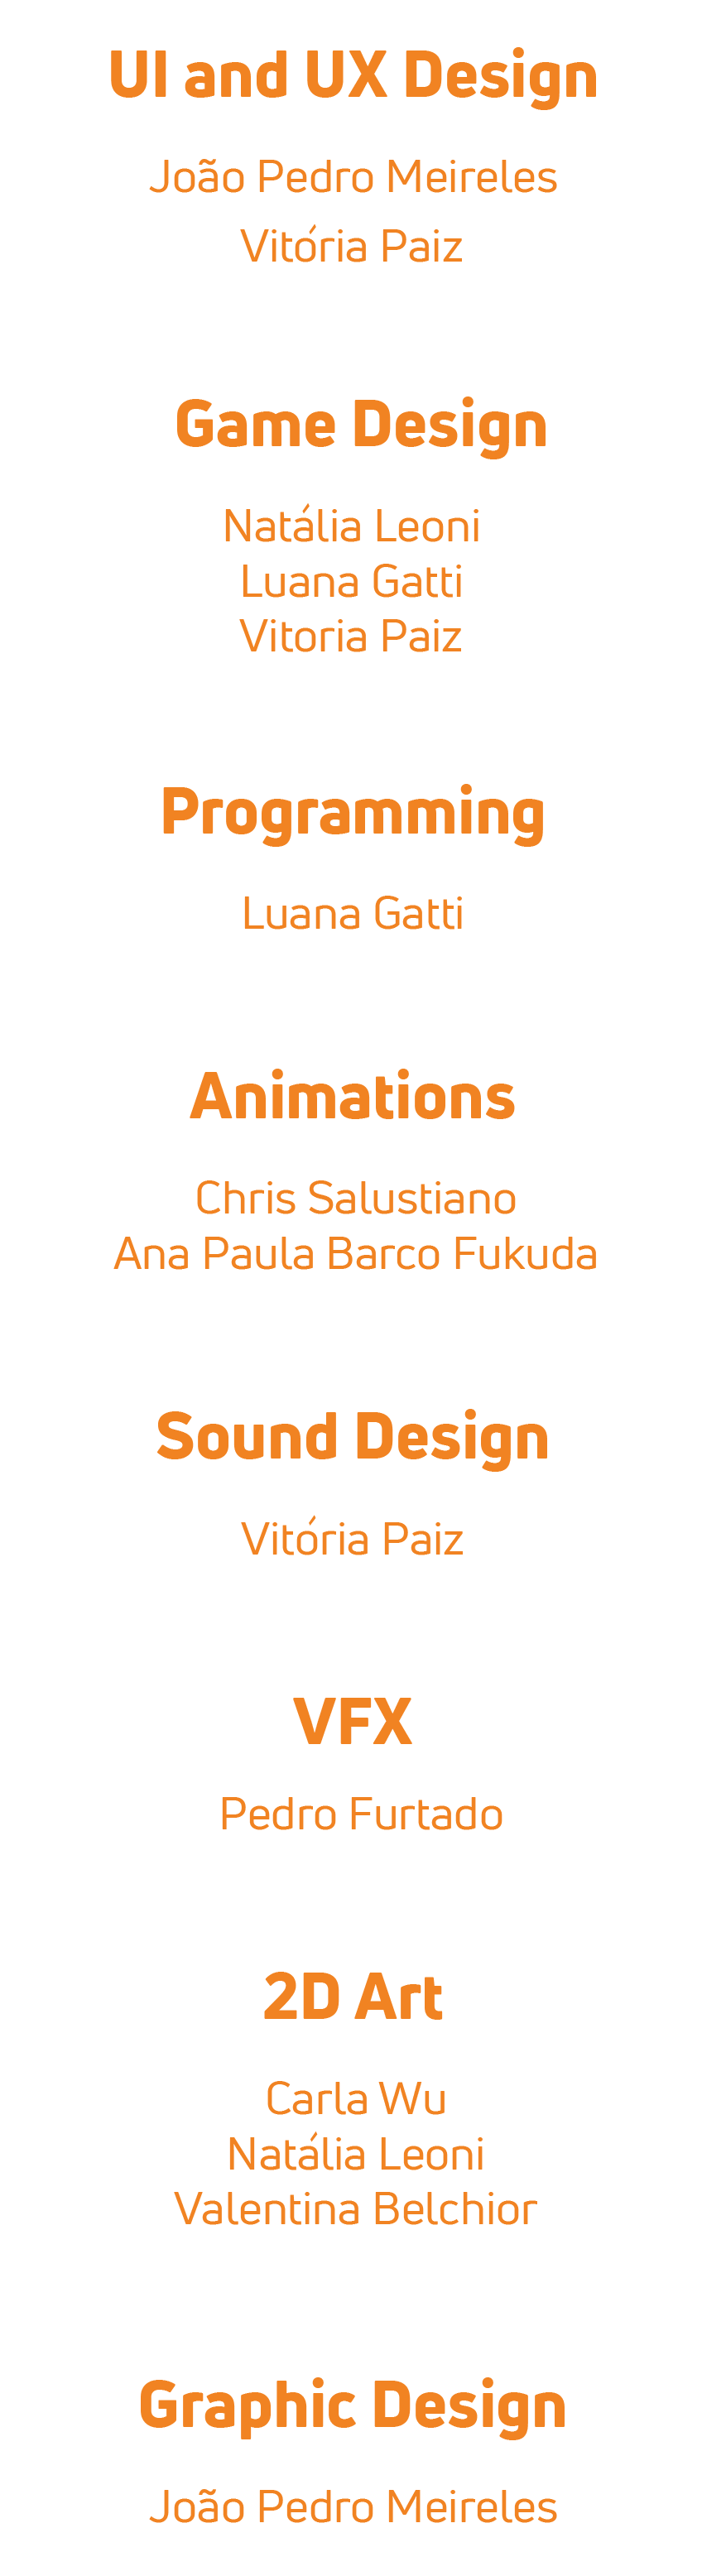 UI and UX Design
João Pedro Meireles
Vitória Paiz
Game Design
Natália Leoni
Luana Gatti
Vitoria Paiz
Programming
Luana Gatti
Animations
Chris Salustiano
Ana Paula Barco Fukuda
Sound Design
Vitória Paiz
VFX
Pedro Furtado
2D Art
Carla Wu
Natália Leoni
Valentina Belchior
Graphic Design
João Pedro Meireles